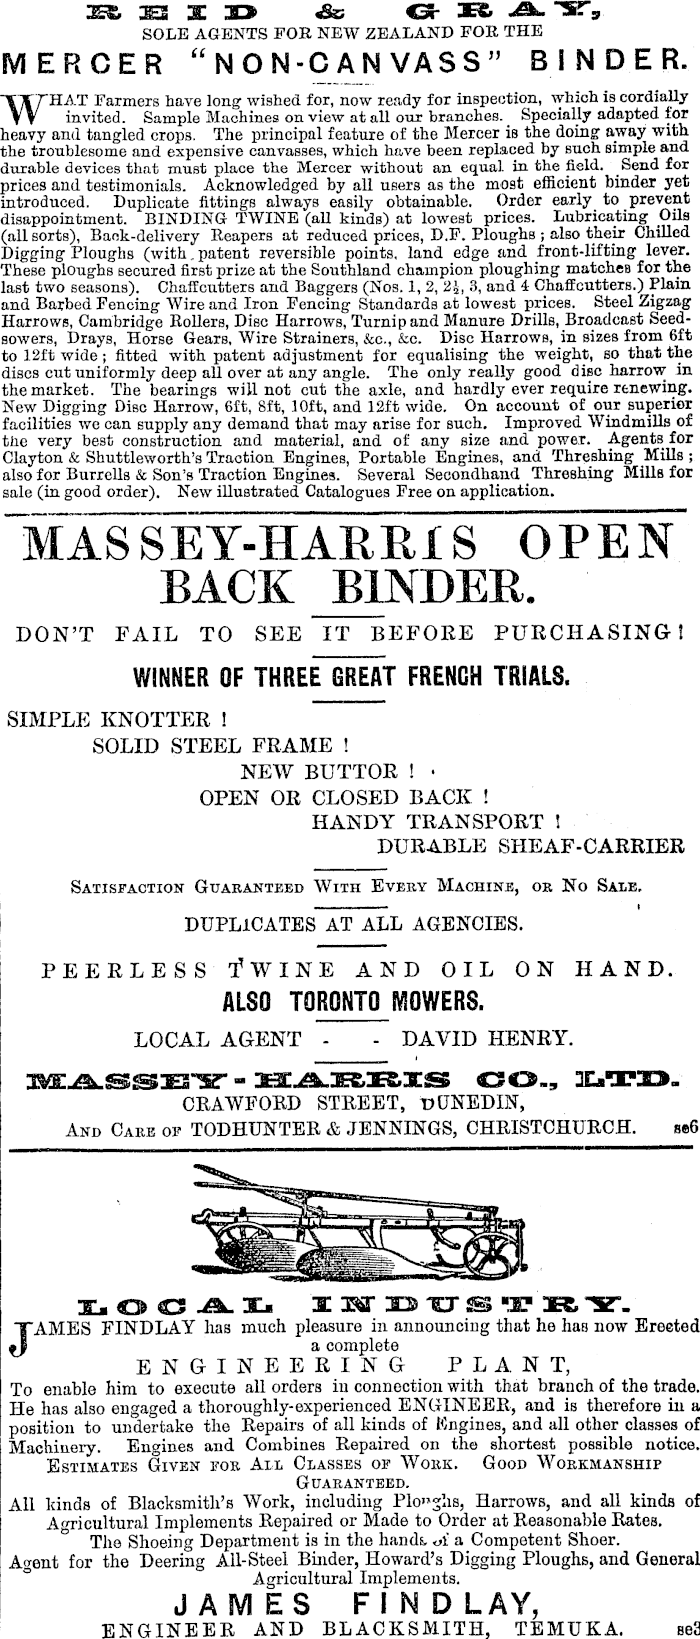 REID & GRAY,
SOLE AGENTS FOR NEW ZEALAND FOR THE
MERCER "NON-CANVASS" BINDER.
WHAT Farmers have long wished for, now ready for inspection, which is cordially
invited. Sample Machines on view at all our branches. Specially adapted for
heavy and tangled crops. The principal feature of the Mercer is the doing away with
the troublesome and expensive canvasses, which have been replaced by such simple and
durable devices that must place the Mercer without an equal in the field. Send for
prices and testimonials. Acknowledged by all users as the most efficient binder yet
introduced. Duplicate fittings always easily obtainable. Order early to prevent
disappointment. BINDING TWINE (all kinds) at lowest prices. Lubricating Oils
(all sorts), Back-delivery Reapers at reduced prices, D.F. Ploughs; also their Chilled
Digging Ploughs (with patent reversible points, land edge and front-lifting lever.
These ploughs secured first prize at the Southland champion ploughing matches for the
last two seasons). Chaffcutters and Baggers (Nos. 1, 2, 2½, 3, and 4 Chaffcutters.) Plain
and Barbed Fencing Wire and Iron Fencing Standards at lowest prices. Steel Zigzag
Harrows, Cambridge Rollers, Disc Harrows, Turnip and Manure Drills, Broadcast Seed-
sowers, Drays, Horse Gears, Wire Strainers, &c., &c. Disc Harrows, in sizes from 6ft
to 12ft wide; fitted with patent adjustment for equalising the weight, so that the
discs cut uniformly deep all over at any angle. The only really good disc harrow in
the market. The bearings will not cut the axle, and hardly ever require renewing.
New Digging Disc Harrow, 6ft, 8ft, 10ft, and 12ft wide. On account of our superior
facilities we can supply any demand that may arise for such. Improved Windmills of
the very best construction and material, and of any size and power. Agents for
Clayton & Shuttleworth's Traction Engines, Portable Engines, and Threshing Mills;
also for Burrells & Son's Traction Engines. Several Secondhand Threshing Mills for
sale (in good order). New illustrated Catalogues Free on application.
MASSEY-HARRIS OPEN
BACK BINDER.
DON'T FAIL TO SEE IT BEFORE PURCHASING!
WINNER OF THREE GREAT FRENCH TRIALS.
SIMPLE KNOTTER!
SOLID STEEL FRAME!
NEW BUTTOR!
OPEN OR CLOSED BACK!
HANDY TRANSPORT!
DURABLE SHEAF-CARRIER
SATISFACTION GUARANTEED WITH EVERY MACHINE, OR NO SALE.
DUPLICATES AT ALL AGENCIES.
PEERLESS TWINE AND OIL ON HAND.
ALSO TORONTO MOWERS.
LOCAL AGENT - - DAVID HENRY.
MASSEY-HARRIS CO., LTD.
CRAWFORD STREET, DUNEDIN,
AND CARE OF TODHUNTER & JENNINGS, CHRISTCHURCH. se6
LOCAL INDUSTRY.
JAMES FINDLAY has much pleasure in announcing that he has now Erected
a complete
ENGINEERING PLANT,
To enable him to execute all orders in connection with that branch of the trade.
He has also engaged a thoroughly-experienced ENGINEER, and is therefore in a
position to undertake the Repairs of all kinds of Engines, and all other classes of
Machinery. Engines and Combines Repaired on the shortest possible notice.
ESTIMATES GIVEN FOR ALL CLASSES OF WORK. GOOD WORKMANSHIP
GUARANTEED.
All kinds of Blacksmith's Work, including Ploughs, Harrows, and all kinds of
Agricultural Implements Repaired or Made to Order at Reasonable Rates.
The Shoeing Department is in the hands of a Competent Shoer.
Agent for the Deering All-Steel Binder, Howard's Digging Ploughs, and General
Agricultural Implements.
JAMES FINDLAY,
ENGINEER AND BLACKSMITH, TEMUKA. se3